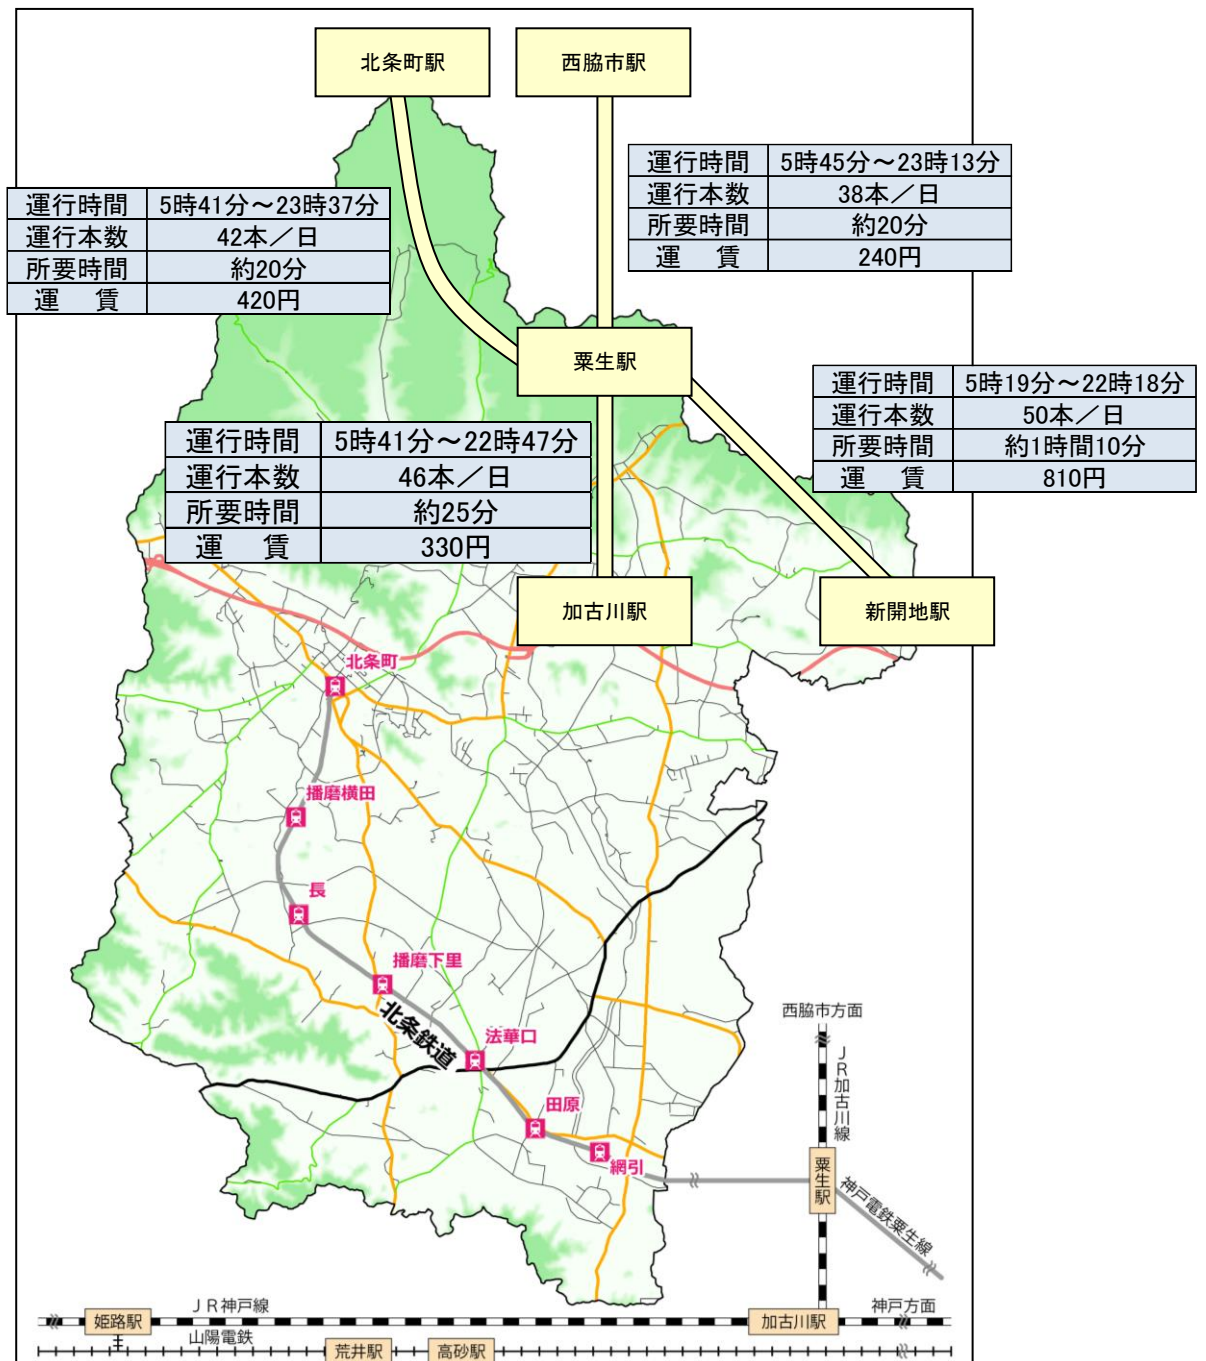 北条町駅
西脇市駅
運行時間 5時45分～23時13分
運行本数 38本／日
所要時間 約20分
運 賃 240円
運行時間 5時41分～23時37分
運行本数 42本／日
所要時間 約20分
運 賃 420円
粟生駅
運行時間 5時19分～22時18分
運行本数 50本／日
所要時間 約1時間10分
運 賃 810円
運行時間 5時41分～22時47分
運行本数 46本／日
所要時間 約25分
運 賃 330円
加古川駅
新開地駅
北条町
播磨横田
長
播磨下里
北条鉄道
法華口
田原
網引
西脇市方面
ＪＲ加古川線
粟生駅
神戸電鉄粟生線
ＪＲ神戸線
神戸方面
姫路駅
加古川駅
山陽電鉄
荒井駅
高砂駅